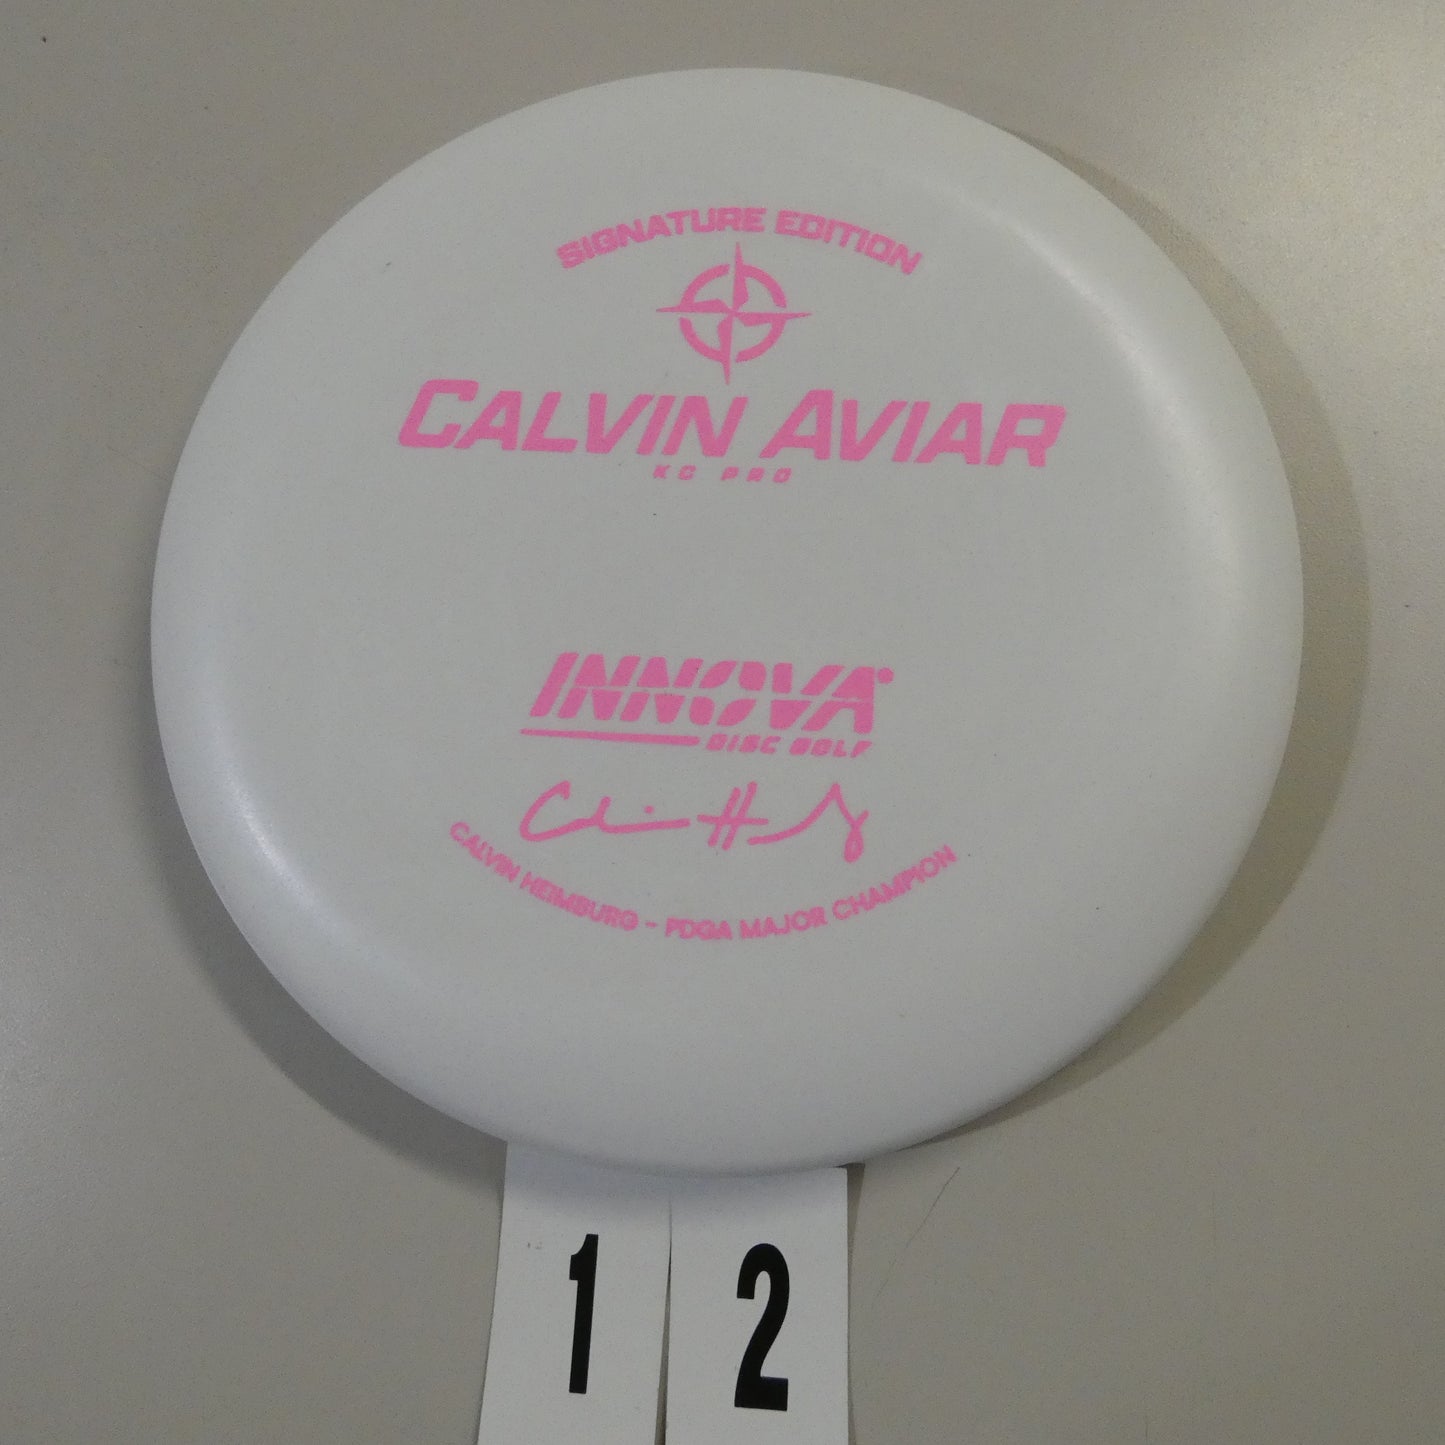 SIGNATURE EDITION
CALVIN AVIAR
KC PRO
INNOVA
DISC GOLF
CALVIN HEIMBURG - PDGA MAJOR CHAMPION
1 2